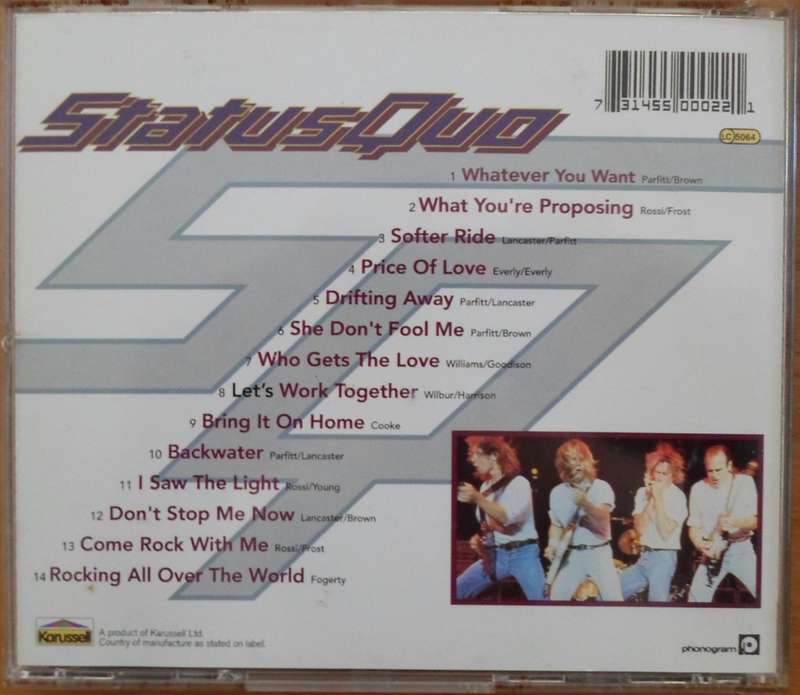 7 31455 00022 1
StatusQuo
LC 5064
1 Whatever You Want Parfitt/Brown
2 What You're Proposing Rossi/Frost
3 Softer Ride Lancaster/Parfitt
4 Price Of Love Everly/Everly
5 Drifting Away Parfitt/Lancaster
6 She Don't Fool Me Parfitt/Brown
7 Who Gets The Love Williams/Goodison
8 Let's Work Together Wilbur/Harrison
9 Bring It On Home Cooke
10 Backwater Parfitt/Lancaster
11 I Saw The Light Rossi/Young
12 Don't Stop Me Now Lancaster/Brown
13 Come Rock With Me Rossi/Frost
14 Rocking All Over The World Fogerty
Karussell
A product of Karussell Ltd.
Country of manufacture as stated on label.
phonogram